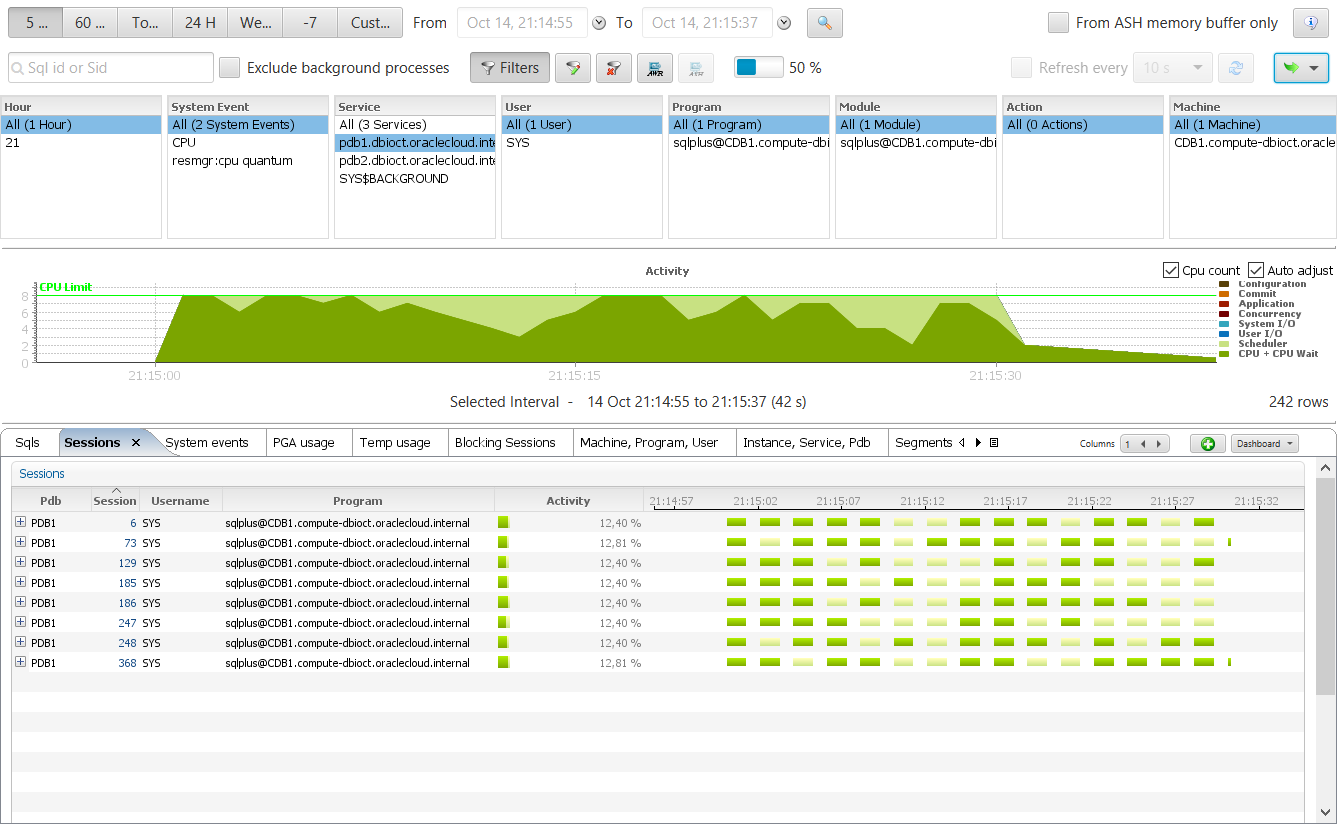 5 ... 60 ... To... 24 H We... -7 Cust... From Oct 14, 21:14:55 To Oct 14, 21:15:37 From ASH memory buffer only
Sql id or Sid Exclude background processes Filters AWR ASH 50 % Refresh every 10 s
Hour System Event Service User Program Module Action Machine
All (1 Hour) All (2 System Events) All (3 Services) All (1 User) All (1 Program) All (1 Module) All (0 Actions) All (1 Machine)
21 CPU pdb1.dbioct.oraclecloud.inte SYS sqlplus@CDB1.compute-dbi sqlplus@CDB1.compute-dbi CDB1.compute-dbioct.oracle
resmgr:cpu quantum pdb2.dbioct.oraclecloud.inte
SYS$BACKGROUND
Activity Cpu count Auto adjust
CPU Limit
8
6
4
2
0
Configuration
Commit
Application
Concurrency
System I/O
User I/O
Scheduler
CPU + CPU Wait
21:15:00 21:15:15 21:15:30
Selected Interval - 14 Oct 21:14:55 to 21:15:37 (42 s) 242 rows
Sqls Sessions System events PGA usage Temp usage Blocking Sessions Machine, Program, User Instance, Service, Pdb Segments Columns 1 Dashboard
Sessions
Pdb Session Username Program Activity 21:14:57 21:15:02 21:15:07 21:15:12 21:15:17 21:15:22 21:15:27 21:15:32
PDB1 6 SYS sqlplus@CDB1.compute-dbioct.oraclecloud.internal 12,40 %
PDB1 73 SYS sqlplus@CDB1.compute-dbioct.oraclecloud.internal 12,81 %
PDB1 129 SYS sqlplus@CDB1.compute-dbioct.oraclecloud.internal 12,40 %
PDB1 185 SYS sqlplus@CDB1.compute-dbioct.oraclecloud.internal 12,40 %
PDB1 186 SYS sqlplus@CDB1.compute-dbioct.oraclecloud.internal 12,40 %
PDB1 247 SYS sqlplus@CDB1.compute-dbioct.oraclecloud.internal 12,40 %
PDB1 248 SYS sqlplus@CDB1.compute-dbioct.oraclecloud.internal 12,40 %
PDB1 368 SYS sqlplus@CDB1.compute-dbioct.oraclecloud.internal 12,81 %